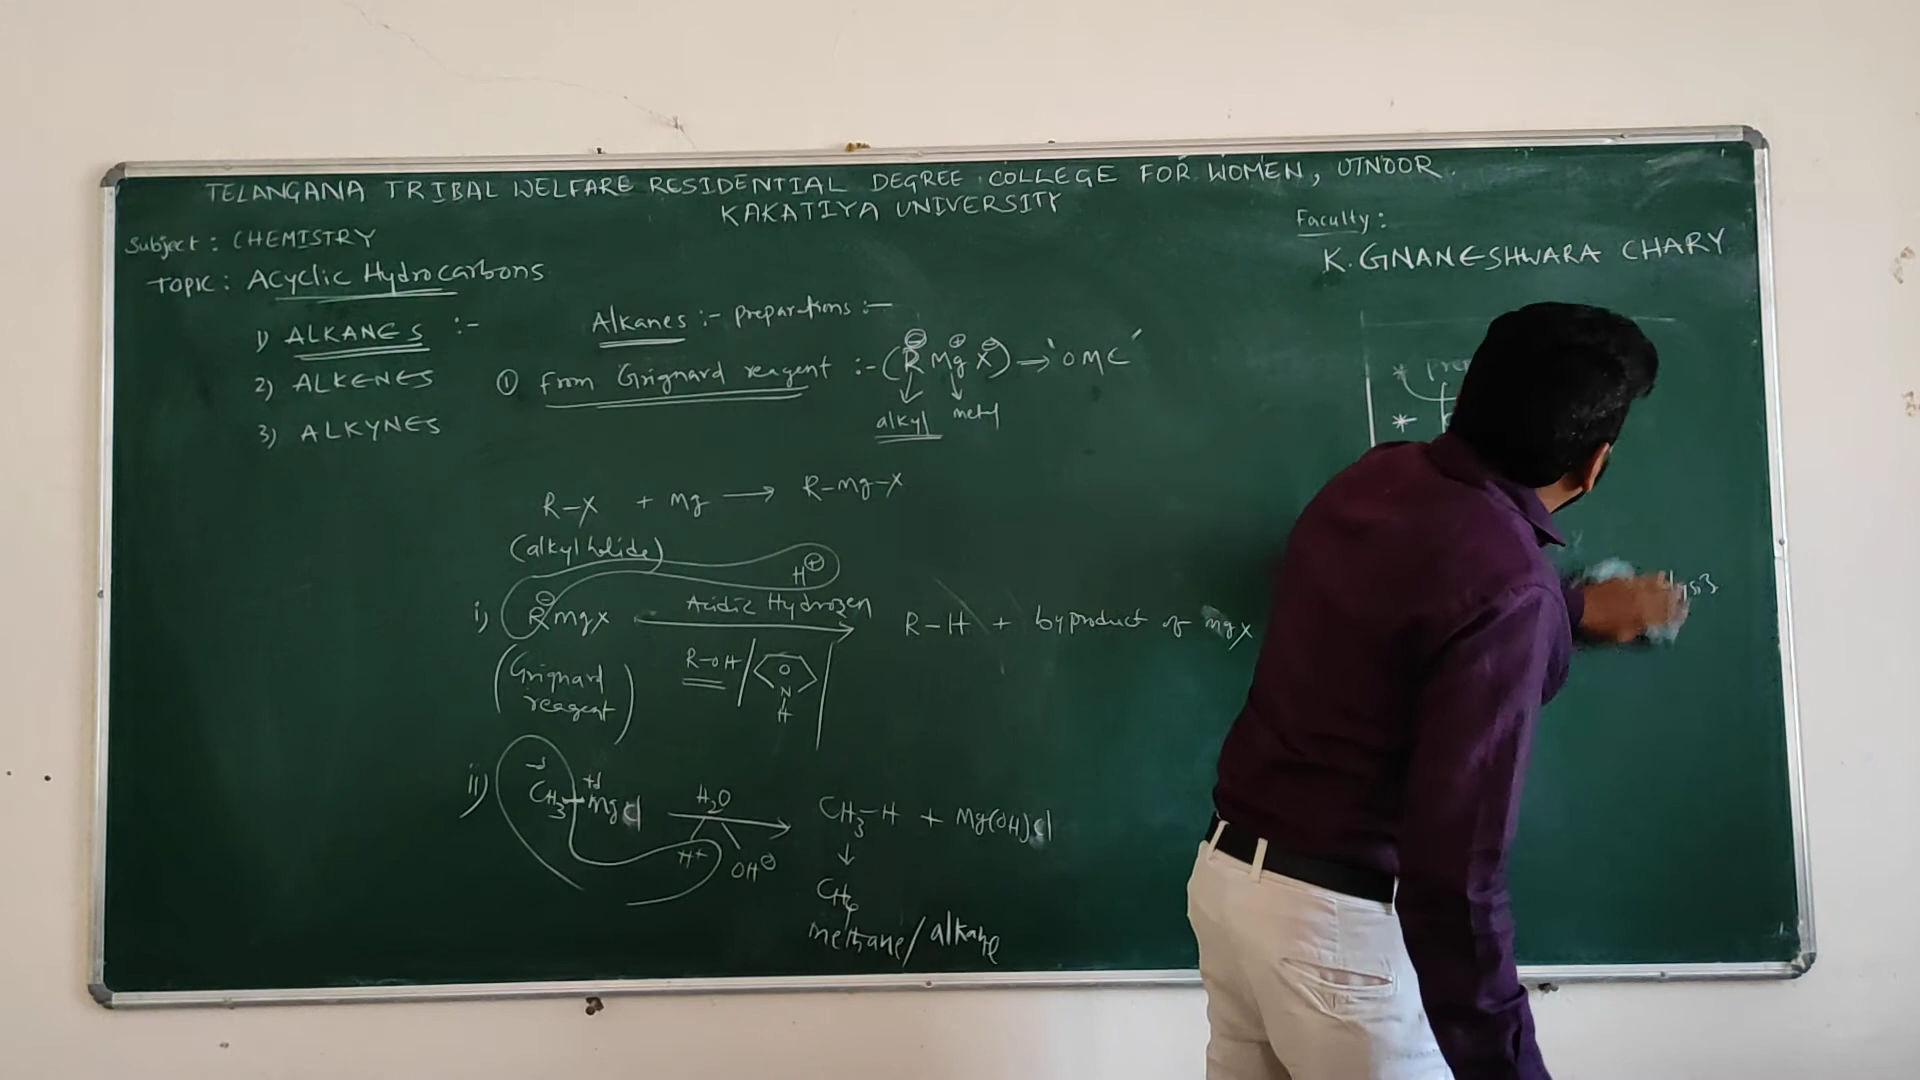 TELANGANA TRIBAL WELFARE RESIDENTIAL DEGREE COLLEGE FOR WOMEN, UTNOOR.
KAKATIYA UNIVERSITY
Subject : CHEMISTRY
Faculty :
K. GNANESHWARA CHARY
Topic : Acyclic Hydrocarbons
1) ALKANES :-
2) ALKENES
3) ALKYNES
Alkanes :- preparations :-
① from Grignard reagent :- (R⊖ Mg⊕ X⊖) → 'OMC'
alkyl metal
R-X + Mg → R-Mg-X
(alkyl halide)
H⊕
i) R⊖mgx Acidic Hydrogen → R-H + byproduct of mgx
(Grignard reagent) R-OH / O N H
ii) -δ CH3 +δ MgCl H2O → CH3-H + Mg(OH)Cl
H+ OH⊖
↓
CH4
methane/alkane
*
*